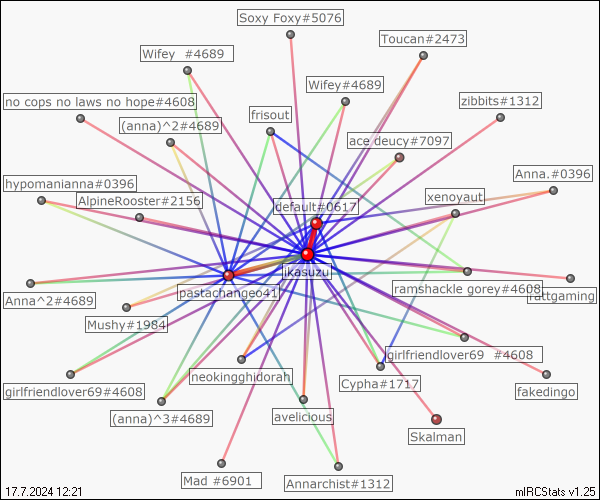 Soxy Foxy#5076
Toucan#2473
Wifey  #4689
Wifey#4689
no cops no laws no hope#4608
zibbits#1312
frisout
(anna)^2#4689
ace deucy#7097
Anna.#0396
hypomanianna#0396
xenoyaut
AlpineRooster#2156
default#0617
ikasuzu
pastachangeo41
ramshackle gorey#4608
rattgaming
Anna^2#4689
Mushy#1984
girlfriendlover69  #4608
neokingghidorah
Cypha#1717
girlfriendlover69#4608
fakedingo
(anna)^3#4689
avelicious
Skalman
Mad #6901
Annarchist#1312
17.7.2024 12:21
mIRCStats v1.25